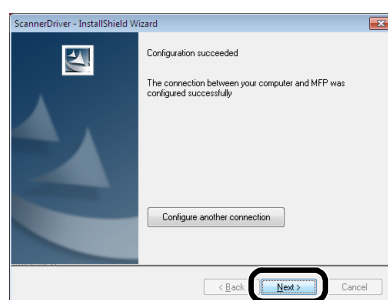 ScannerDriver - InstallShield Wizard
Configuration succeeded
The connection between your computer and MFP was
configured successfully
Configure another connection
< Back
Next >
Cancel